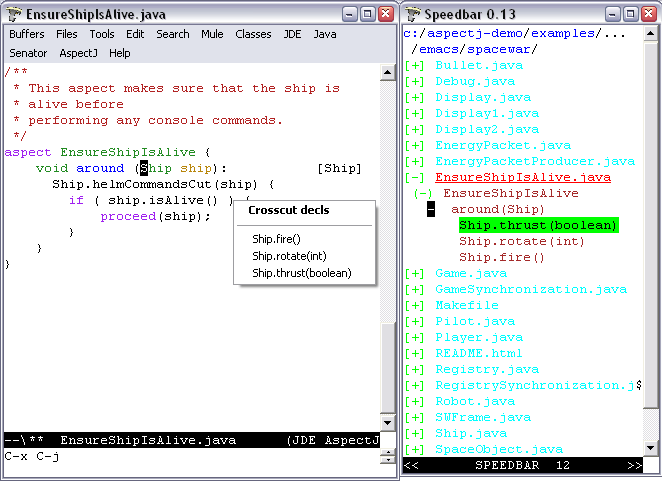 EnsureShipIsAlive.java
Buffers Files Tools Edit Search Mule Classes JDE Java
Senator AspectJ Help
/**
 * This aspect makes sure that the ship is
 * alive before
 * performing any console commands.
 */
aspect EnsureShipIsAlive {
    void around (Ship ship):           [Ship]
      Ship.helmCommandsCut(ship) {
        if ( ship.isAlive() ) {
            proceed(ship);
        }
    }
}
Crosscut decls
Ship.fire()
Ship.rotate(int)
Ship.thrust(boolean)
--\** EnsureShipIsAlive.java (JDE AspectJ
C-x C-j
Speedbar 0.13
c:/aspectj-demo/examples/...
/emacs/spacewar/
[+] Bullet.java
[+] Debug.java
[+] Display.java
[+] Display1.java
[+] Display2.java
[+] EnergyPacket.java
[+] EnergyPacketProducer.java
[-] EnsureShipIsAlive.java
(-) EnsureShipIsAlive
- around(Ship)
Ship.thrust(boolean)
Ship.rotate(int)
Ship.fire()
[+] Game.java
[+] GameSynchronization.java
[+] Makefile
[+] Pilot.java
[+] Player.java
[+] README.html
[+] Registry.java
[+] RegistrySynchronization.j$
[+] Robot.java
[+] SWFrame.java
[+] Ship.java
[+] SpaceObject.java
<< SPEEDBAR 12 >>